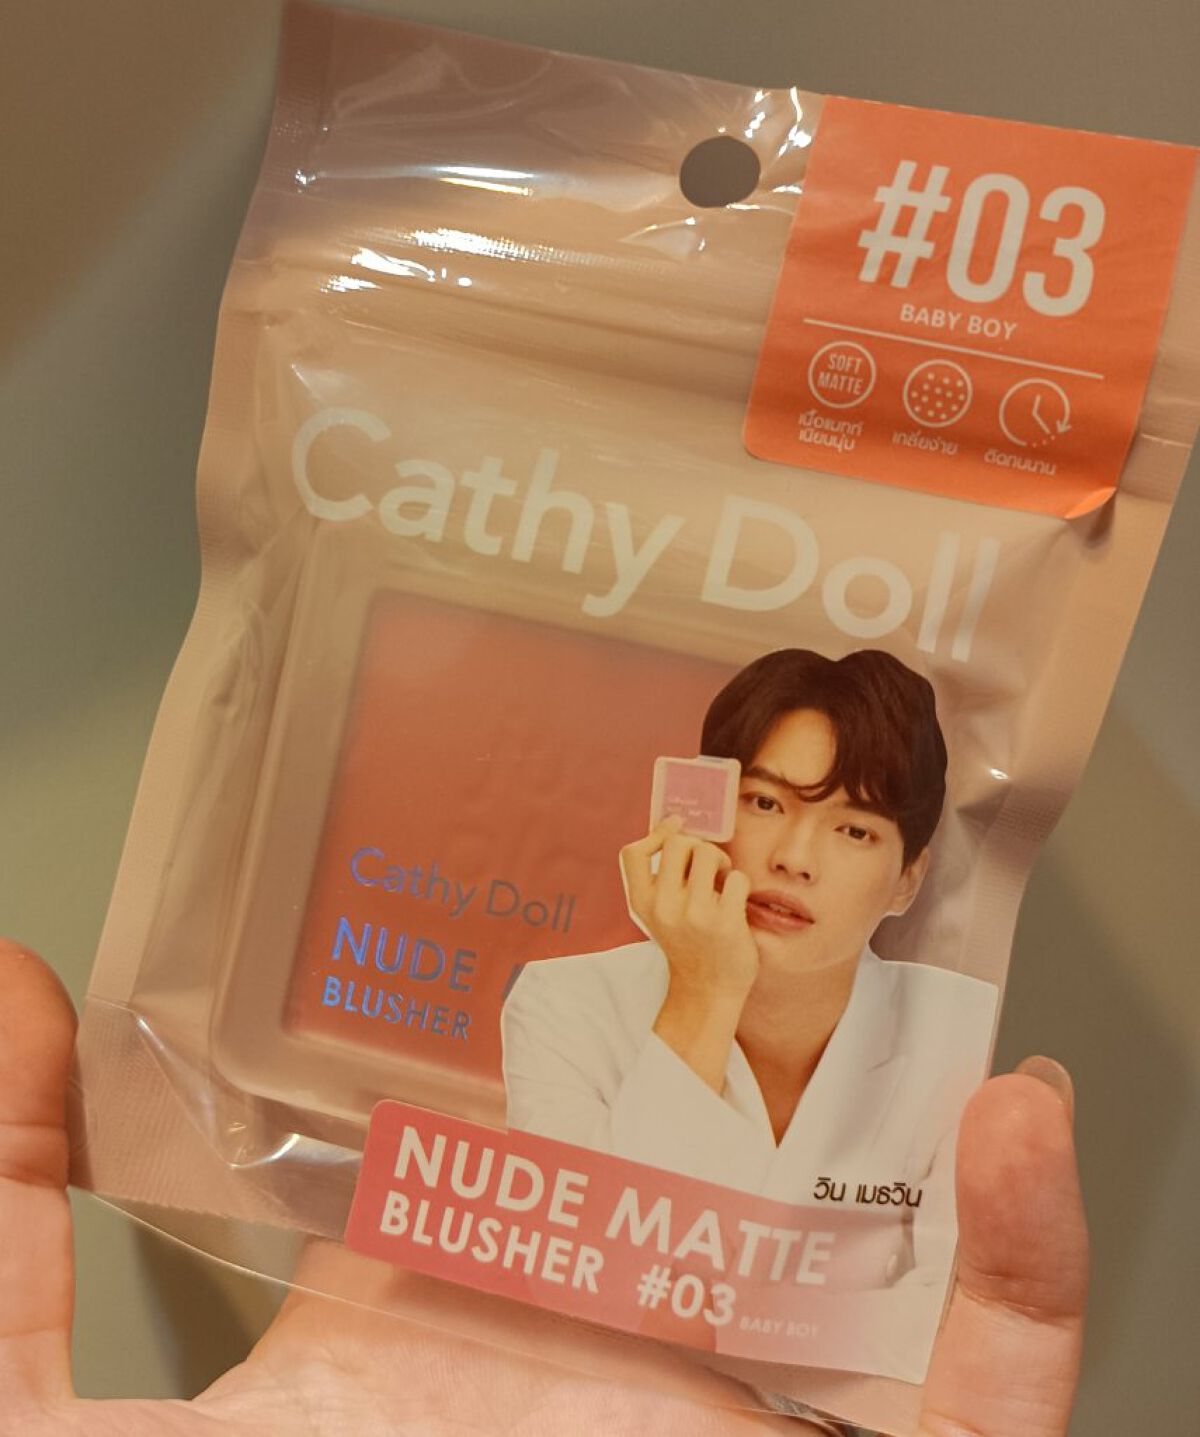 #03
BABY BOY
SOFT
MATTE
เนื้อแมทท์
เนียนนุ่ม
เกลี่ยง่าย
ติดทนนาน
Cathy Doll
Cathy Doll
NUDE
BLUSHER
วิน เมธวิน
NUDE MATTE
BLUSHER #03
BABY BOY